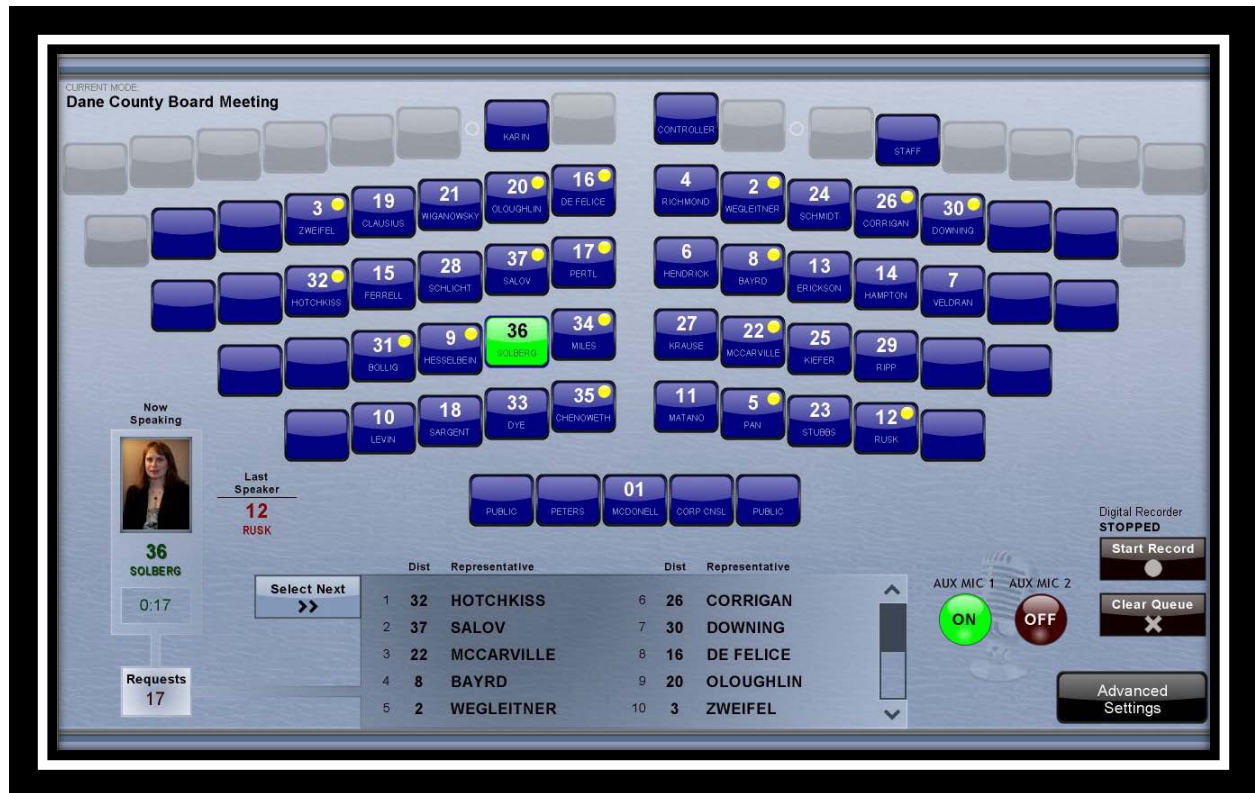 CURRENT MODE:
Dane County Board Meeting
KARIN
CONTROLLER
STAFF
3 ZWEIFEL
19 CLAUSIUS
21 WIGANOWSKY
20 OLOUGHLIN
16 DE FELICE
4 RICHMOND
2 WEGLEITNER
24 SCHMIDT
26 CORRIGAN
30 DOWNING
32 HOTCHKISS
15 FERRELL
28 SCHLICHT
37 SALOV
17 PERTL
6 HENDRICK
8 BAYRD
13 ERICKSON
14 HAMPTON
7 VELDRAN
31 BOLLIG
9 HESSELBEIN
36 SOLBERG
34 MILES
27 KRAUSE
22 MCCARVILLE
25 KIEFER
29 RIPP
10 LEVIN
18 SARGENT
33 DYE
35 CHENOWETH
11 MATANO
5 PAN
23 STUBBS
12 RUSK
PUBLIC
PETERS
01 MCDONELL
CORP CNSL
PUBLIC
Now
Speaking
36
SOLBERG
0:17
Requests
17
Last
Speaker
12
RUSK
Select Next
>>
Dist Representative Dist Representative
1 32 HOTCHKISS 6 26 CORRIGAN
2 37 SALOV 7 30 DOWNING
3 22 MCCARVILLE 8 16 DE FELICE
4 8 BAYRD 9 20 OLOUGHLIN
5 2 WEGLEITNER 10 3 ZWEIFEL
AUX MIC 1 AUX MIC 2
ON OFF
Digital Recorder
STOPPED
Start Record
Clear Queue
Advanced
Settings